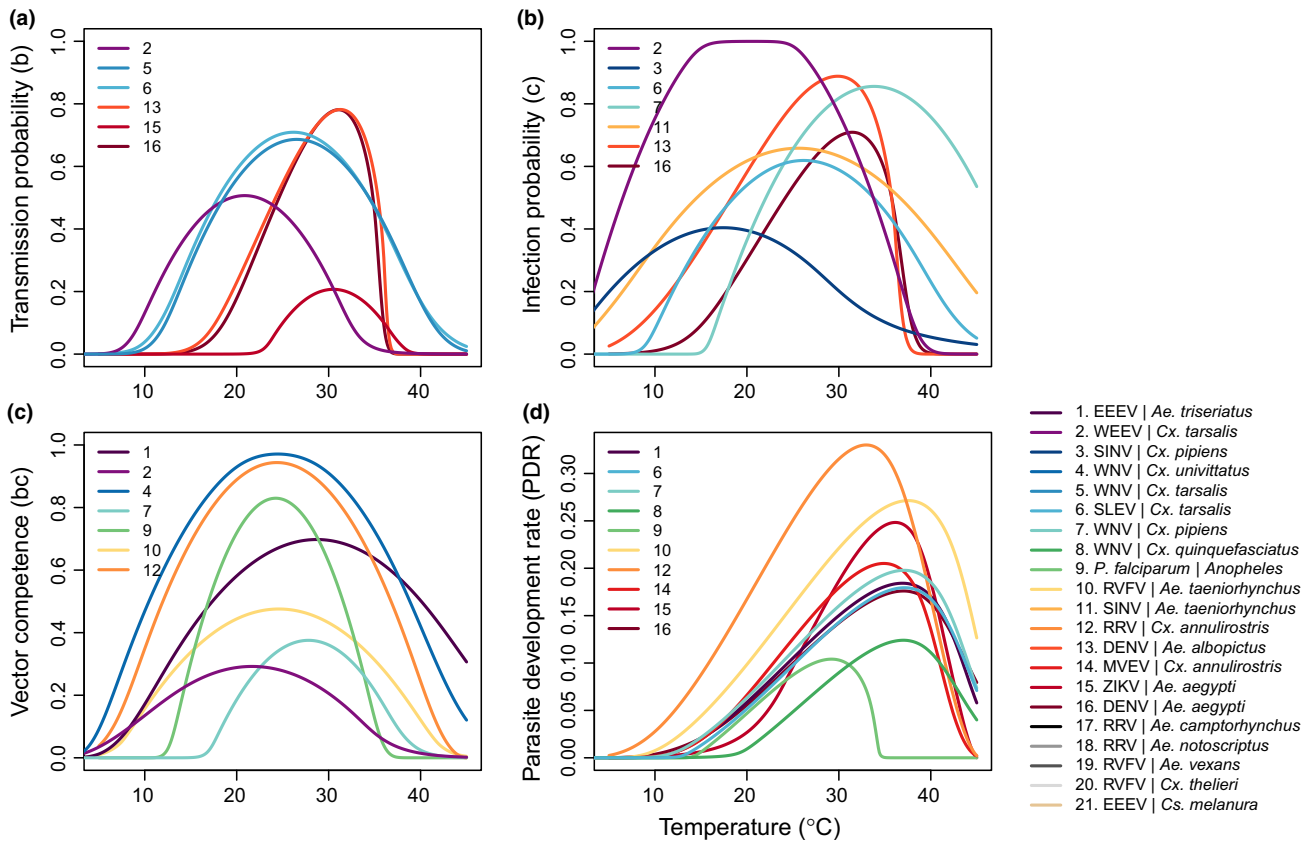 (a)
Transmission probability (b)
0.0 0.2 0.4 0.6 0.8 1.0
2
5
6
13
15
16
10 20 30 40
(b)
Infection probability (c)
0.0 0.2 0.4 0.6 0.8 1.0
2
3
6
7
11
13
16
10 20 30 40
(c)
Vector competence (bc)
0.0 0.2 0.4 0.6 0.8 1.0
1
2
4
7
9
10
12
10 20 30 40
(d)
Parasite development rate (PDR)
0.00 0.05 0.10 0.15 0.20 0.25 0.30
1
6
7
8
9
10
12
14
15
16
10 20 30 40
Temperature (°C)
1. EEEV | Ae. triseriatus
2. WEEV | Cx. tarsalis
3. SINV | Cx. pipiens
4. WNV | Cx. univittatus
5. WNV | Cx. tarsalis
6. SLEV | Cx. tarsalis
7. WNV | Cx. pipiens
8. WNV | Cx. quinquefasciatus
9. P. falciparum | Anopheles
10. RVFV | Ae. taeniorhynchus
11. SINV | Ae. taeniorhynchus
12. RRV | Cx. annulirostris
13. DENV | Ae. albopictus
14. MVEV | Cx. annulirostris
15. ZIKV | Ae. aegypti
16. DENV | Ae. aegypti
17. RRV | Ae. camptorhynchus
18. RRV | Ae. notoscriptus
19. RVFV | Ae. vexans
20. RVFV | Cx. thelieri
21. EEEV | Cs. melanura